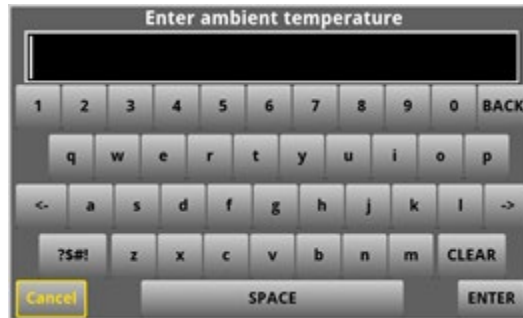 Enter ambient temperature
1 2 3 4 5 6 7 8 9 0 BACK
q w e r t y u i o p
<- a s d f g h j k l ->
?$#! z x c v b n m CLEAR
Cancel SPACE ENTER